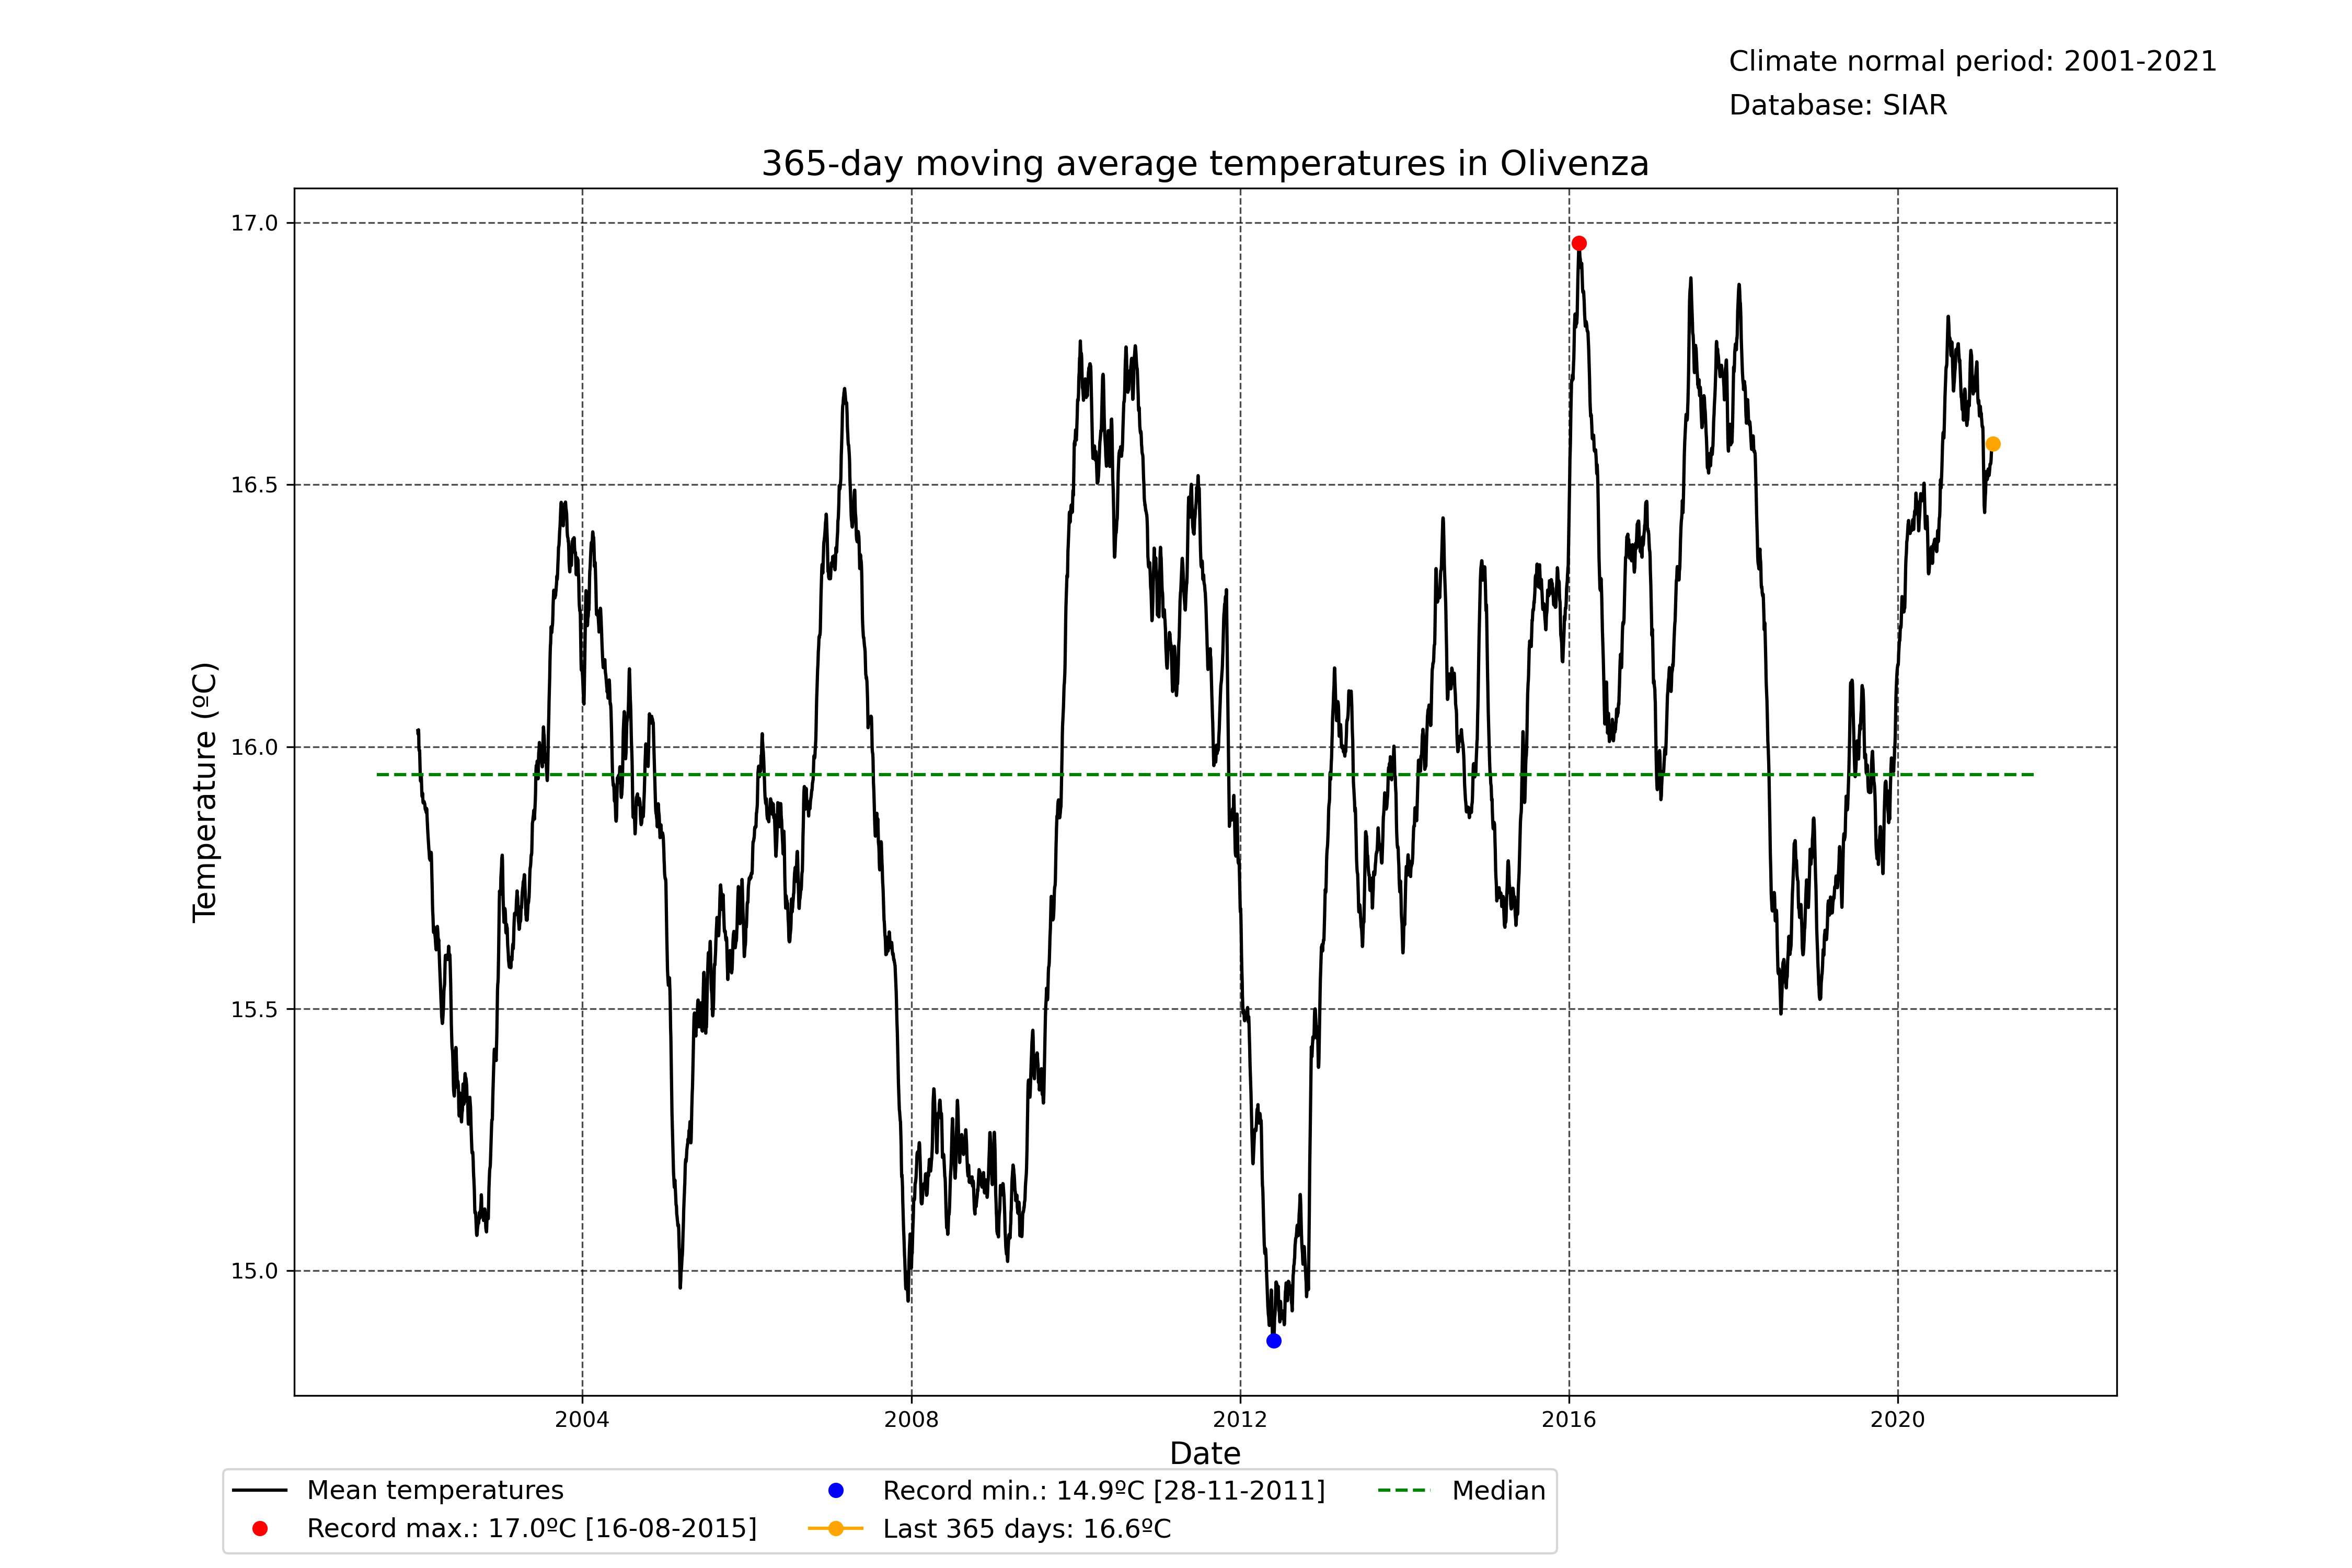 Climate normal period: 2001-2021
Database: SIAR
365-day moving average temperatures in Olivenza
17.0
16.5
16.0
15.5
15.0
Temperature (ºC)
2004 2008 2012 2016 2020
Date
Mean temperatures
Record max.: 17.0ºC [16-08-2015]
Record min.: 14.9ºC [28-11-2011]
Last 365 days: 16.6ºC
Median